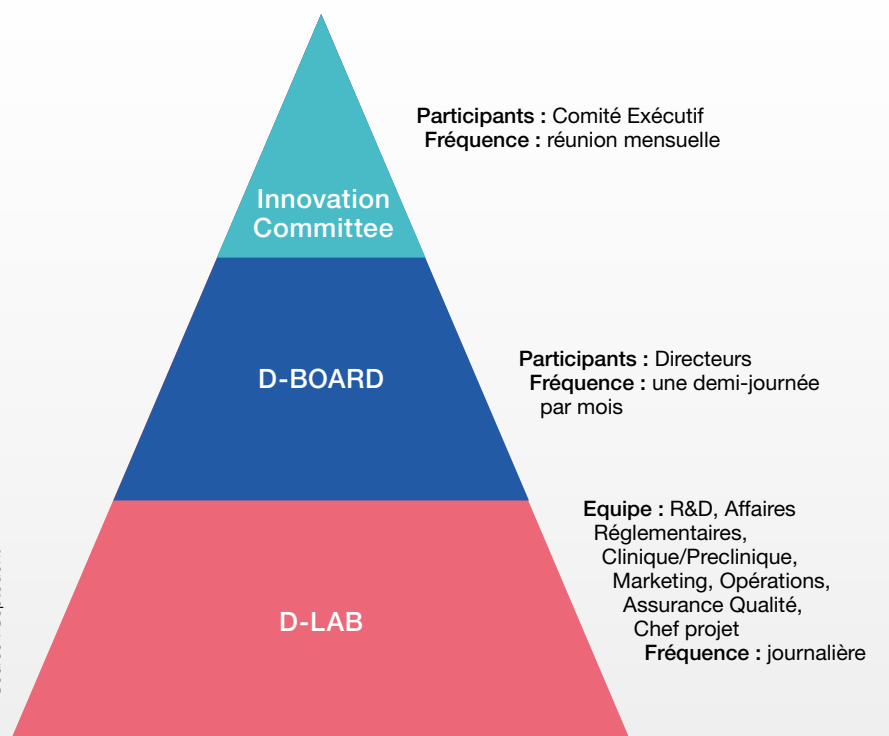 Participants : Comité Exécutif
Fréquence : réunion mensuelle
Innovation
Committee
Participants : Directeurs
Fréquence : une demi-journée
par mois
D-BOARD
Equipe : R&D, Affaires
Réglementaires,
Clinique/Preclinique,
Marketing, Opérations,
Assurance Qualité,
Chef projet
Fréquence : journalière
D-LAB